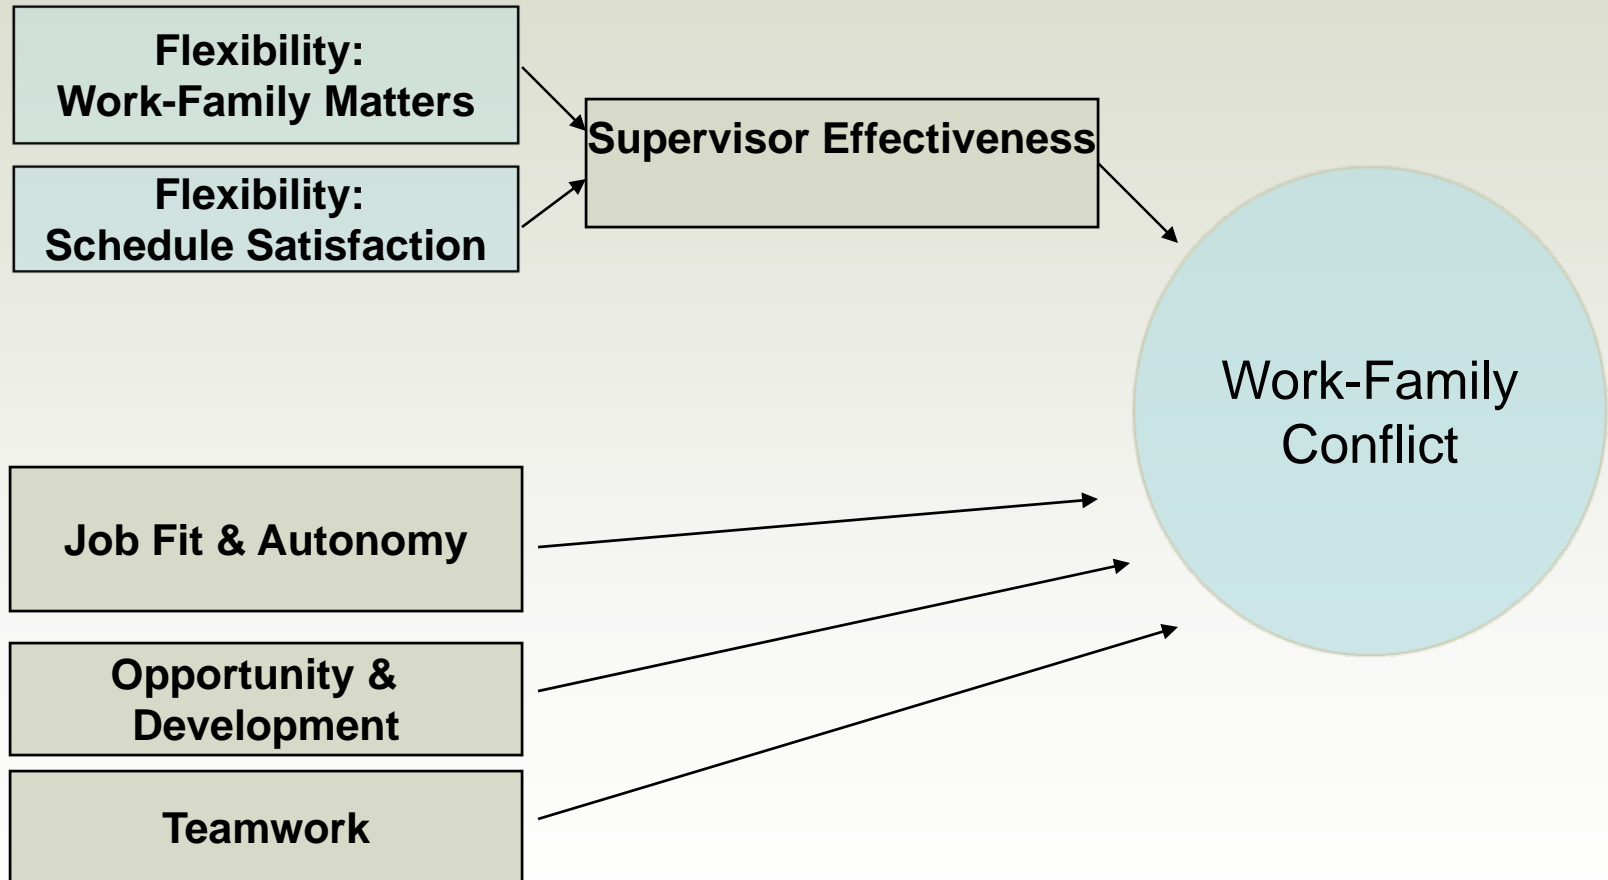 Flexibility:
Work-Family Matters
Supervisor Effectiveness
Flexibility:
Schedule Satisfaction
Work-Family
Conflict
Job Fit & Autonomy
Opportunity &
Development
Teamwork